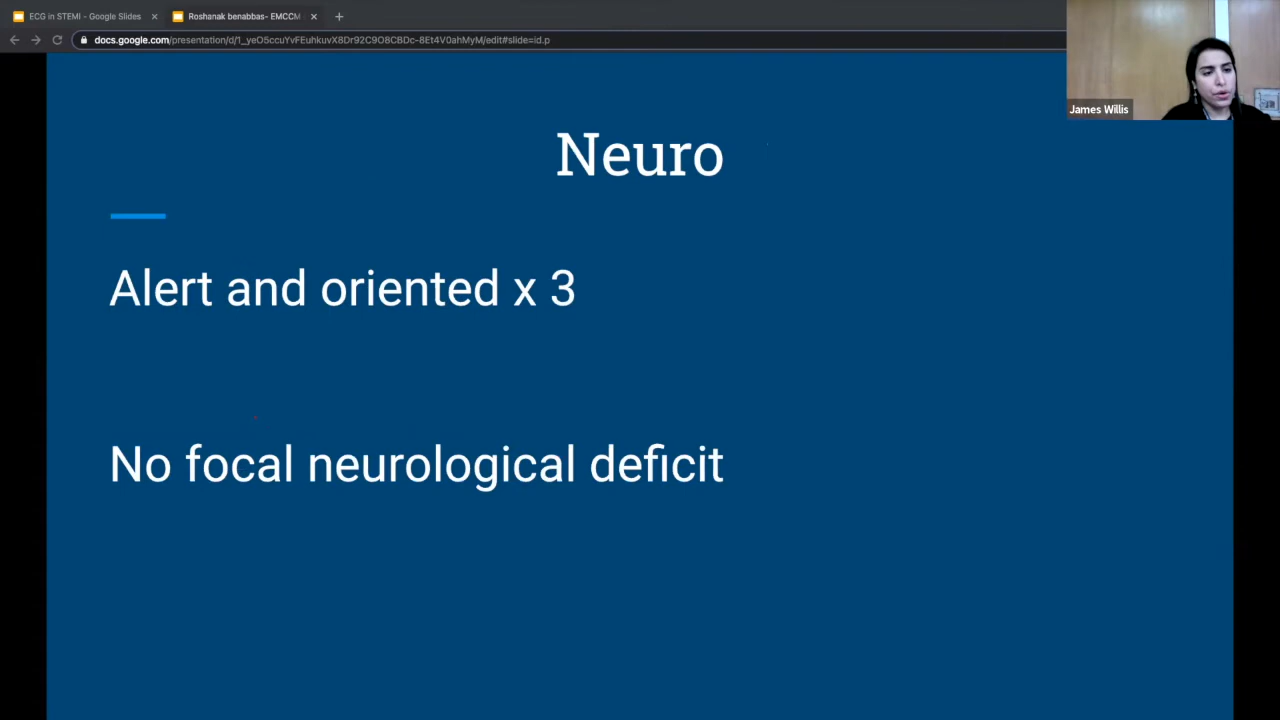 ECG in STEMI - Google Slides
Roshanak benabbas- EMCCM
docs.google.com/presentation/d/1_yeO5ccuYvFEuhkuvX8Dr92C9O8CBDc-8Et4V0ahMyM/edit#slide=id.p
James Willis
Neuro
Alert and oriented x 3
No focal neurological deficit